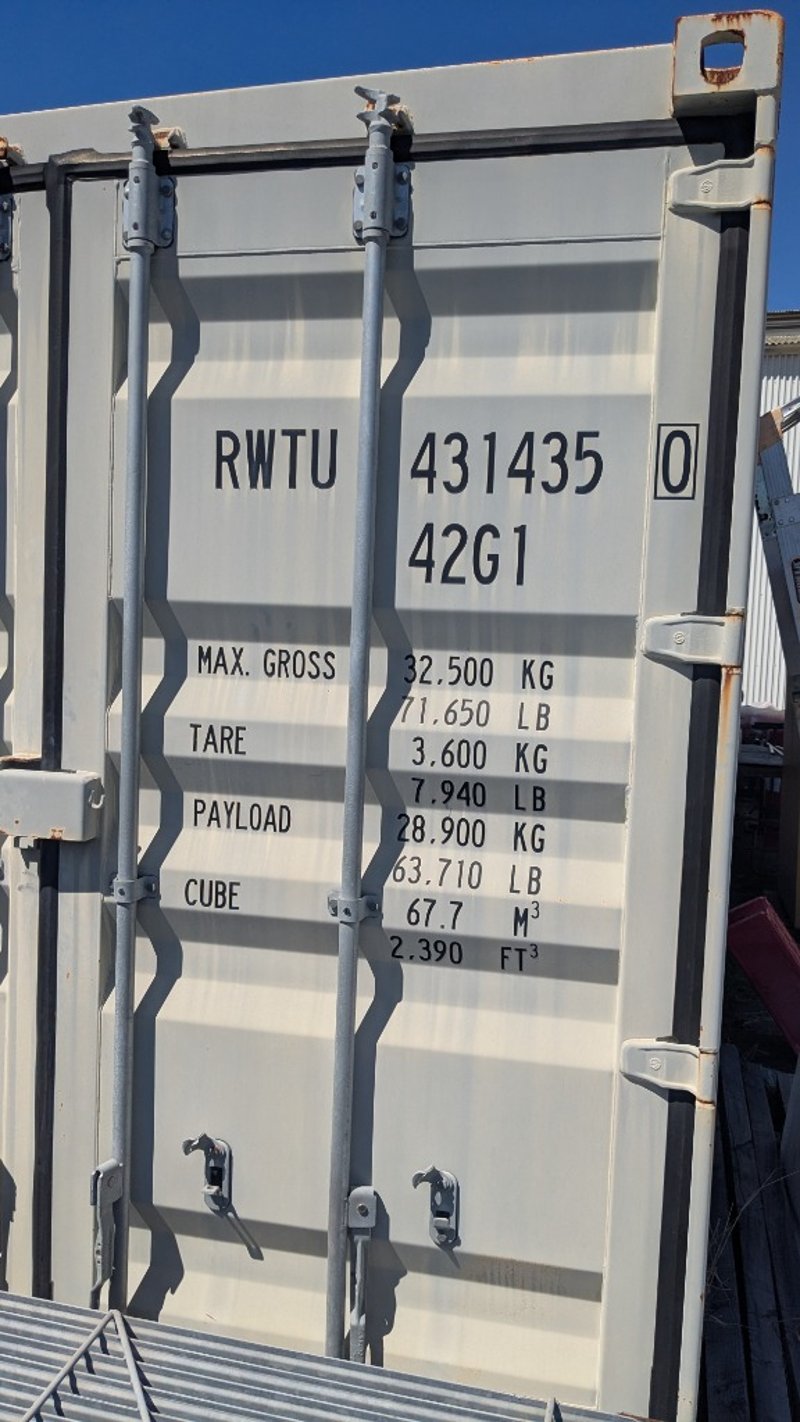 RWTU 431435 0
42G1
MAX. GROSS 32.500 KG
71.650 LB
TARE 3.600 KG
7.940 LB
PAYLOAD 28.900 KG
63.710 LB
CUBE 67.7 M³
2.390 FT³